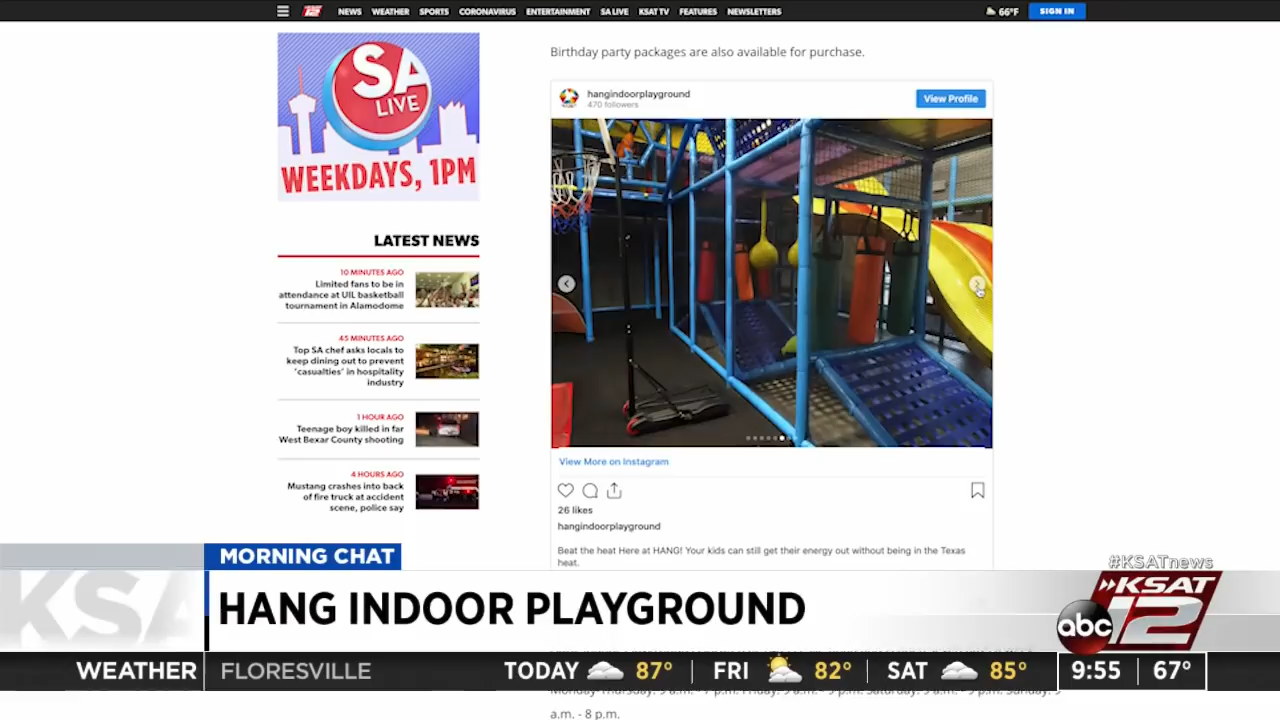 12
NEWS WEATHER SPORTS CORONAVIRUS ENTERTAINMENT SA LIVE KSAT TV FEATURES NEWSLETTERS
66°F
SIGN IN
SA
LIVE
WEEKDAYS, 1PM
LATEST NEWS
10 MINUTES AGO
Limited fans to be in
attendance at UIL basketball
tournament in Alamodome
45 MINUTES AGO
Top SA chef asks locals to
keep dining out to prevent
'casualties' in hospitality
industry
1 HOUR AGO
Teenage boy killed in far
West Bexar County shooting
4 HOURS AGO
Mustang crashes into back
of fire truck at accident
scene, police say
Birthday party packages are also available for purchase.
hangindoorplayground
470 followers
View Profile
View More on Instagram
26 likes
hangindoorplayground
Beat the heat Here at HANG! Your kids can still get their energy out without being in the Texas
heat.
MORNING CHAT
HANG INDOOR PLAYGROUND
KSA
#KSATnews
KSAT
abc 12
WEATHER FLORESVILLE TODAY 87° FRI 82° SAT 85° 9:55 67°
a.m. - 8 p.m.